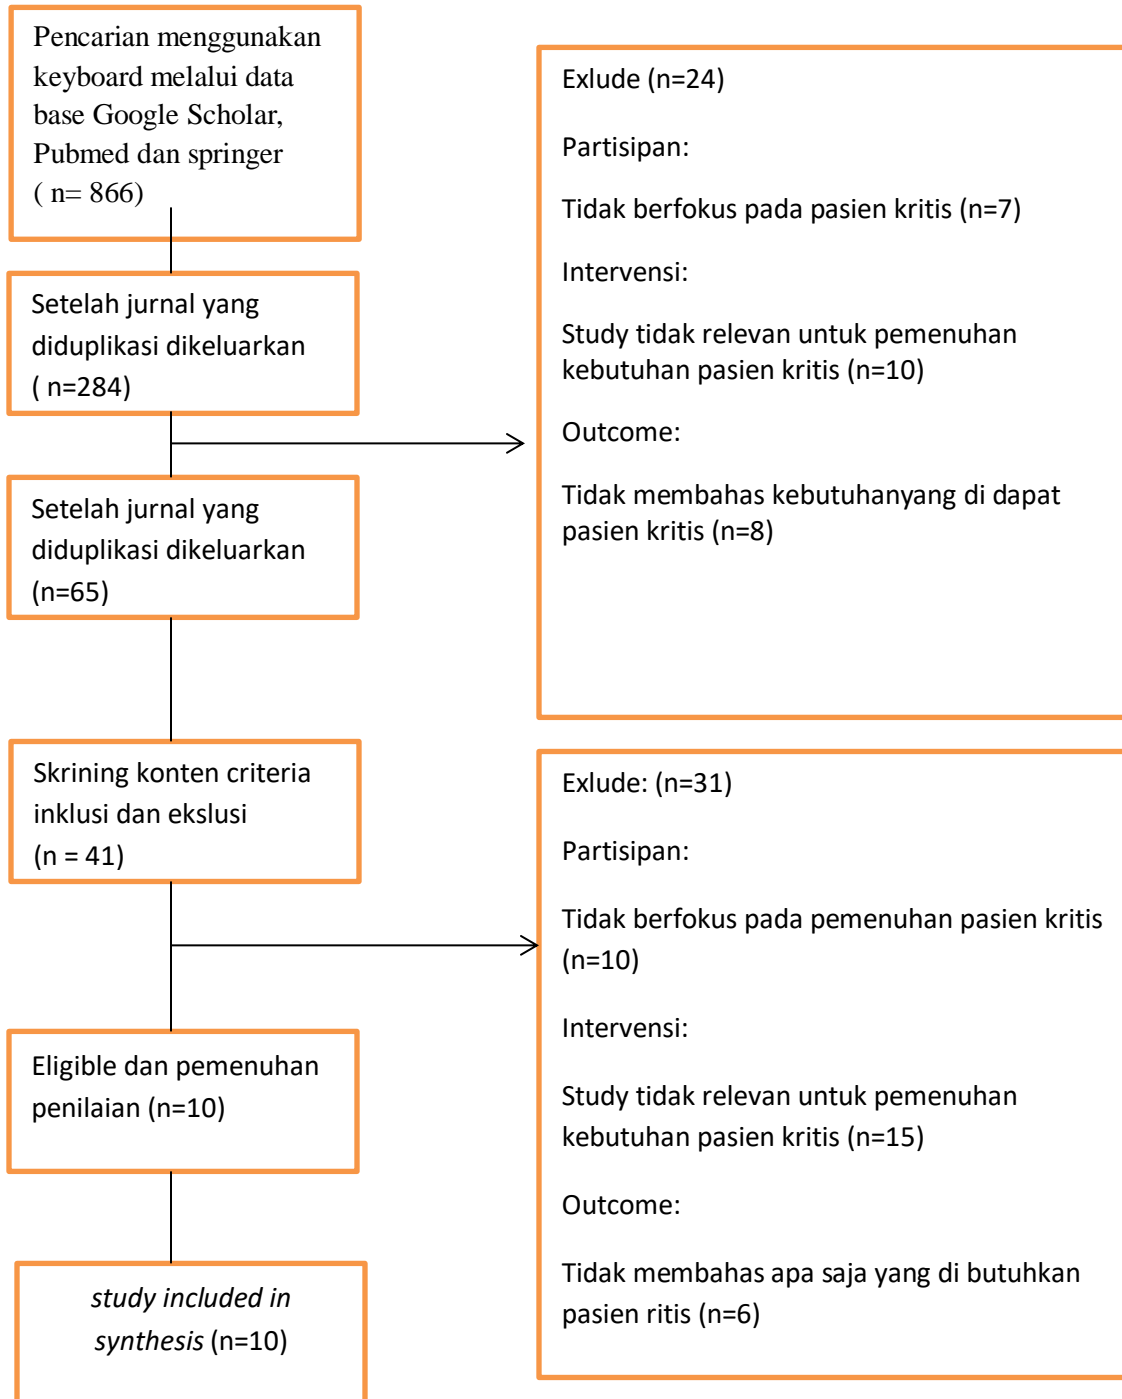 Pencarian menggunakan
keyboard melalui data
base Google Scholar,
Pubmed dan springer
( n= 866)
Setelah jurnal yang
diduplikasi dikeluarkan
( n=284)
Setelah jurnal yang
diduplikasi dikeluarkan
(n=65)
Skrining konten criteria
inklusi dan ekslusi
(n = 41)
Eligible dan pemenuhan
penilaian (n=10)
study included in
synthesis (n=10)
Exlude (n=24)
Partisipan:
Tidak berfokus pada pasien kritis (n=7)
Intervensi:
Study tidak relevan untuk pemenuhan
kebutuhan pasien kritis (n=10)
Outcome:
Tidak membahas kebutuhanyang di dapat
pasien kritis (n=8)
Exlude: (n=31)
Partisipan:
Tidak berfokus pada pemenuhan pasien kritis
(n=10)
Intervensi:
Study tidak relevan untuk pemenuhan
kebutuhan pasien kritis (n=15)
Outcome:
Tidak membahas apa saja yang di butuhkan
pasien ritis (n=6)